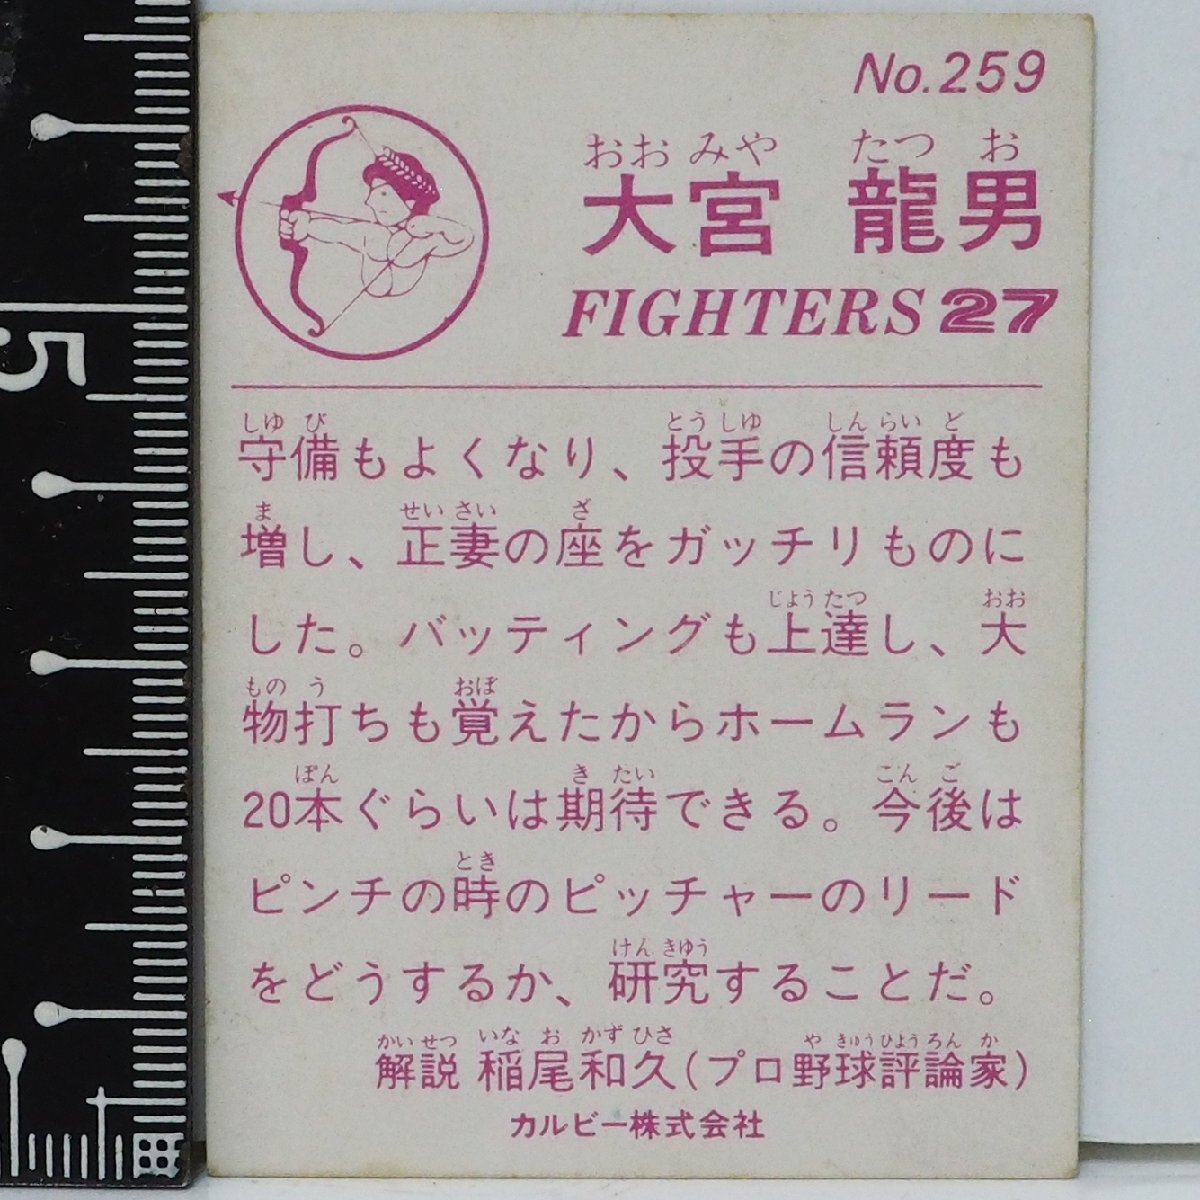 No.259
おおみや たつお
大宮 龍男
FIGHTERS 27
しゅび とうしゆ しんらいど
守備もよくなり、投手の信頼度も
ま せいさい ざ
増し、正妻の座をガッチリものに
じようたつ おお
した。バッティングも上達し、大
もの う おぼ
物打ちも覚えたからホームランも
ぽん き たい こん ご
20本ぐらいは期待できる。今後は
とき
ピンチの時のピッチャーのリード
けんきゆう
をどうするか、研究することだ。
かいせつ いな お かずひさ や きゆうひようろん か
解説 稲尾和久(プロ野球評論家)
カルビー株式会社
5